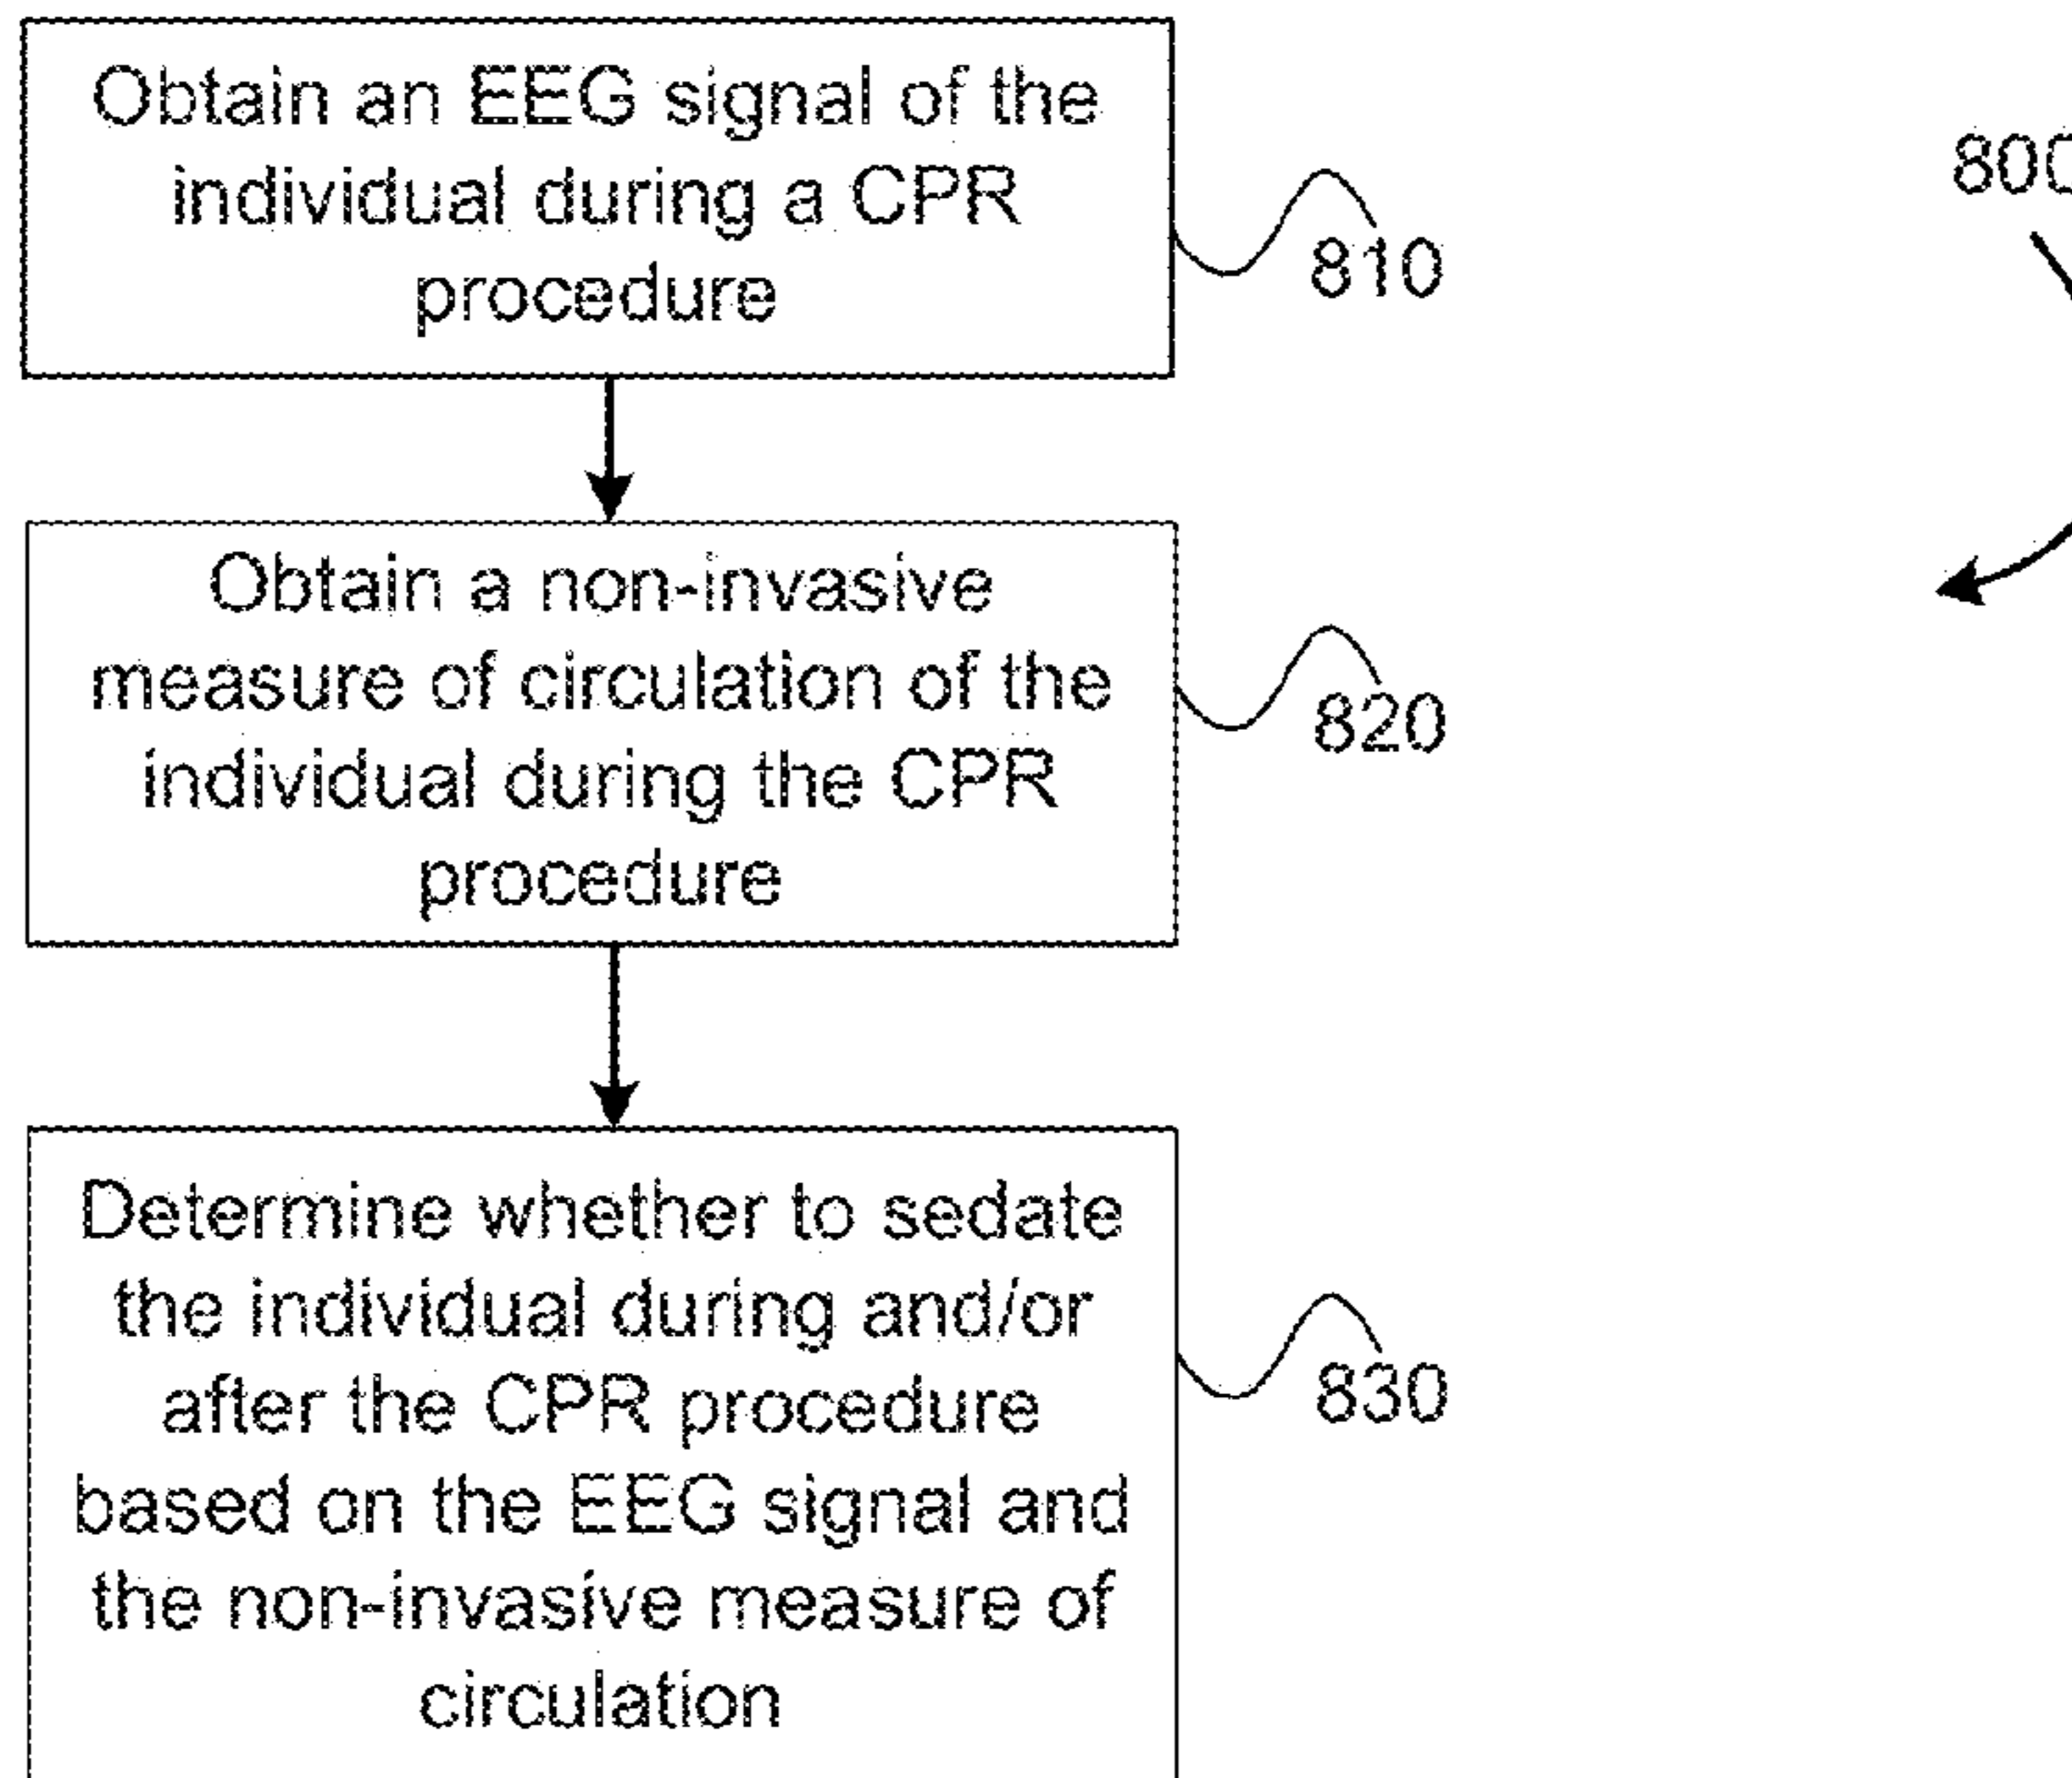 Obtain an EEG signal of the
individual during a CPR
procedure
810
800
Obtain a non-invasive
measure of circulation of the
individual during the CPR
procedure
820
Determine whether to sedate
the individual during and/or
after the CPR procedure
based on the EEG signal and
the non-invasive measure of
circulation
830